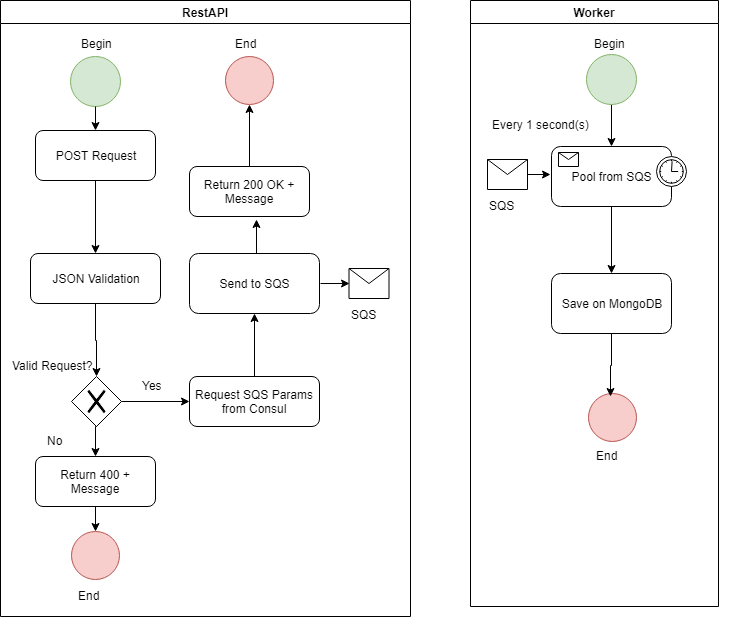 RestAPI
Begin
End
POST Request
Return 200 OK +
Message
JSON Validation
Send to SQS
SQS
Valid Request?
Yes
Request SQS Params
from Consul
No
Return 400 +
Message
End
Worker
Begin
Every 1 second(s)
Pool from SQS
SQS
Save on MongoDB
End